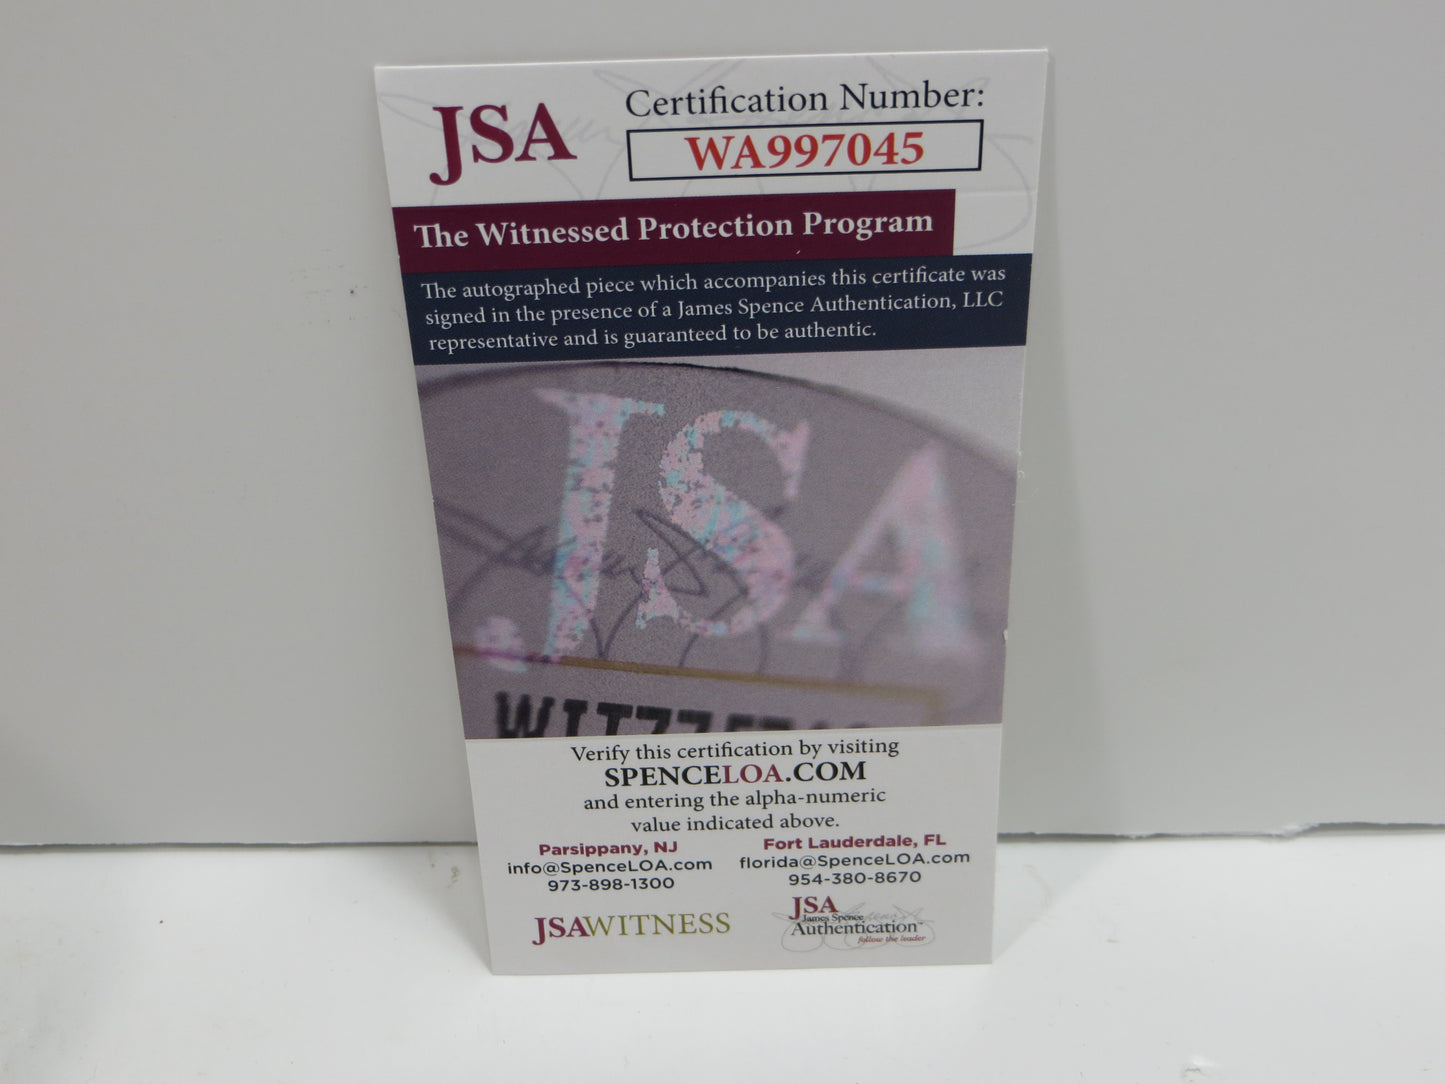 JSA
Certification Number:
WA997045
The Witnessed Protection Program
The autographed piece which accompanies this certificate was
signed in the presence of a James Spence Authentication, LLC
representative and is guaranteed to be authentic.
JSA
Verify this certification by visiting
SPENCELOA.COM
and entering the alpha-numeric
value indicated above.
Parsippany, NJ
info@SpenceLOA.com
973-898-1300
Fort Lauderdale, FL
florida@SpenceLOA.com
954-380-8670
JSAWITNESS
JSA
James Spence
Authentication™
follow the leader